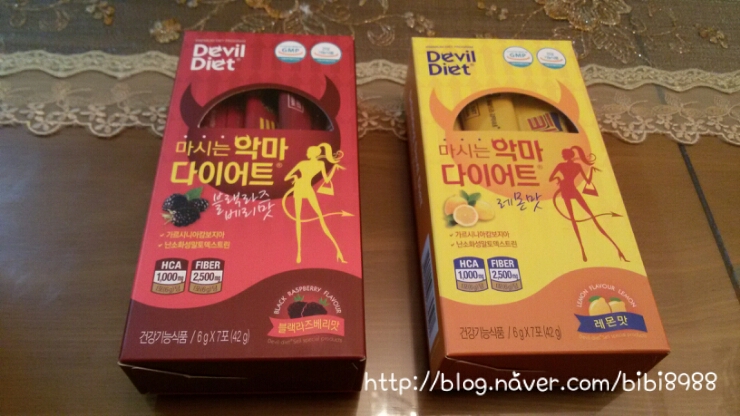 Devil
Diet
GMP
마시는 악마
다이어트
블랙라즈
베리맛
✓ 가르시니아캄보지아
✓ 난소화성말토덱스트린
HCA
1,000mg
FIBER
2,500mg
BLACK RASPBERRY FLAVOUR
블랙라즈베리맛
건강기능식품 / 6g X 7포 (42g)
Devil
Diet
GMP
마시는 악마
다이어트
레몬맛
✓ 가르시니아캄보지아
✓ 난소화성말토덱스트린
HCA
1,000mg
FIBER
2,500mg
LEMON FLAVOUR LEMON
레몬맛
건강기능식품 / 6g X 7포 (42g)
http://blog.naver.com/bibi8988